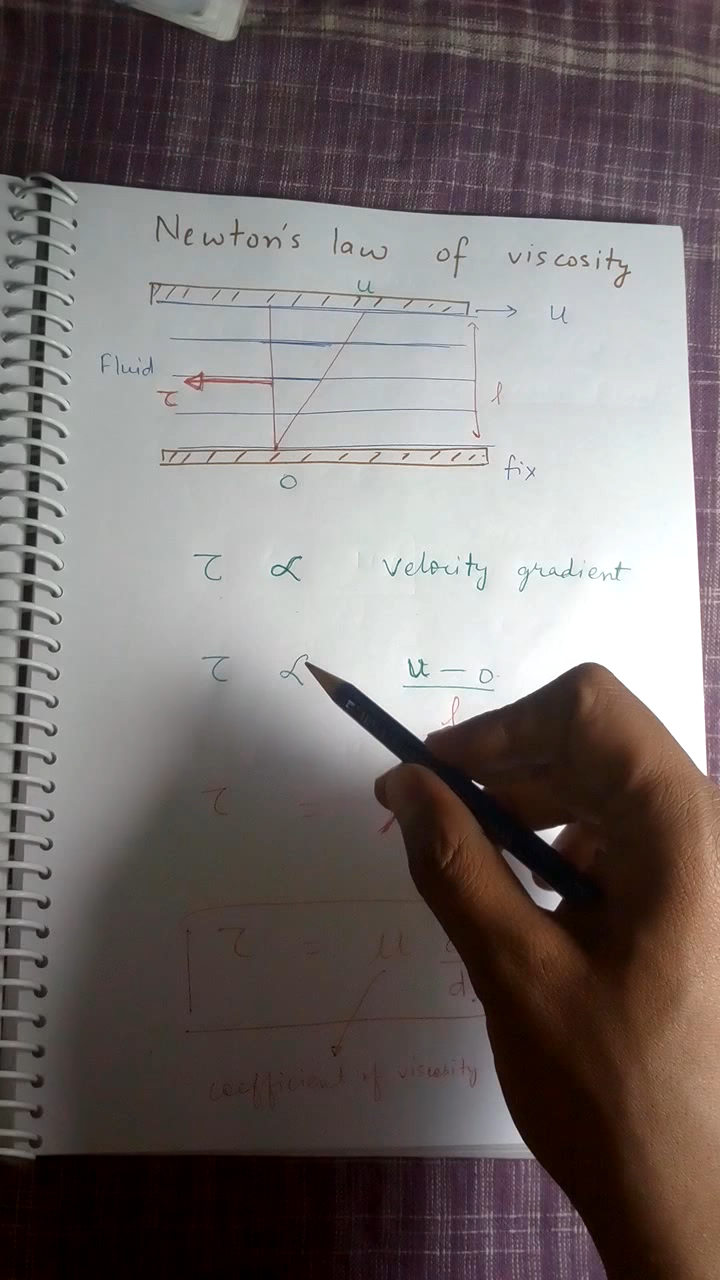 Newton's law of viscosity
u
u
Fluid
τ
l
fix
0
τ ∝ velocity gradient
τ ∝ u - 0
l
τ =
τ = μ
d
coefficient of viscosity